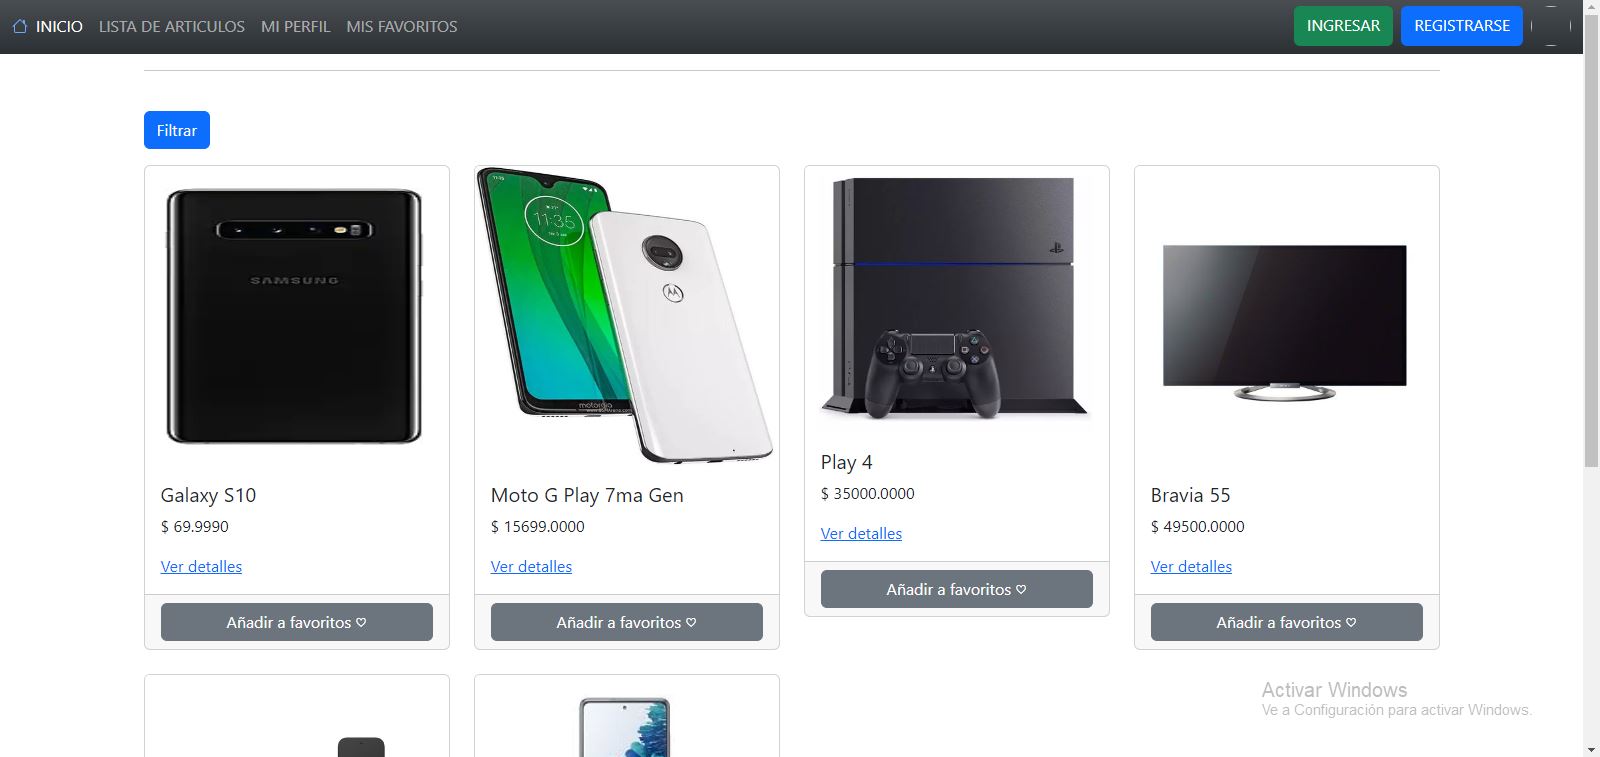 INICIO LISTA DE ARTICULOS MI PERFIL MIS FAVORITOS INGRESAR REGISTRARSE
Filtrar
SAMSUNG
11:35
11:35
motorola
Galaxy S10
$ 69.9990
Ver detalles
Añadir a favoritos ♡
Moto G Play 7ma Gen
$ 15699.0000
Ver detalles
Añadir a favoritos ♡
Play 4
$ 35000.0000
Ver detalles
Añadir a favoritos ♡
Bravia 55
$ 49500.0000
Ver detalles
Añadir a favoritos ♡
Activar Windows
Ve a Configuración para activar Windows.